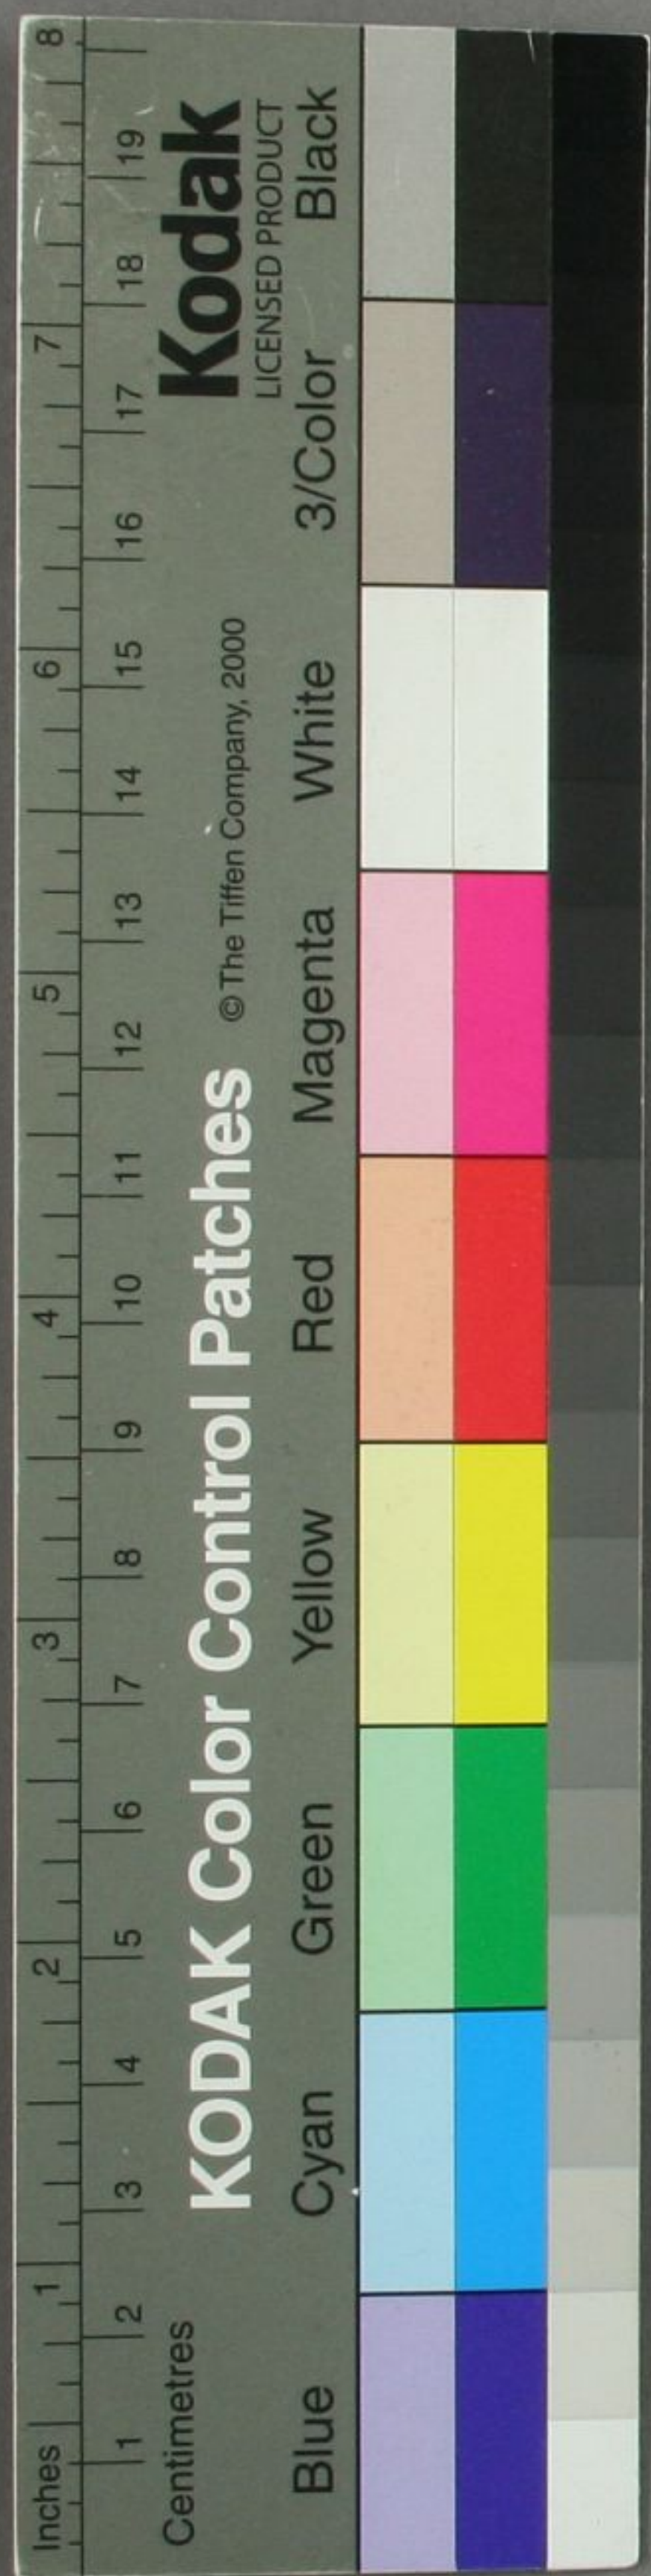 Inches 1 2 3 4 5 6 7 8
1 2 3 4 5 6 7 8 9 10 11 12 13 14 15 16 17 18 19
Centimetres
KODAK Color Control Patches © The Tiffen Company, 2000
Kodak
LICENSED PRODUCT
Blue Cyan Green Yellow Red Magenta White 3/Color Black